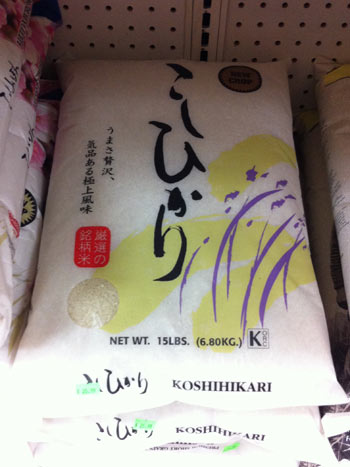 NEW
CROP
こしひかり
うまさ贅沢、
気品ある極上風味
厳選の
銘柄米
NET WT. 15LBS. (6.80KG.) K
こしひかり KOSHIHIKARI
こしひかり KOSHIHIKARI